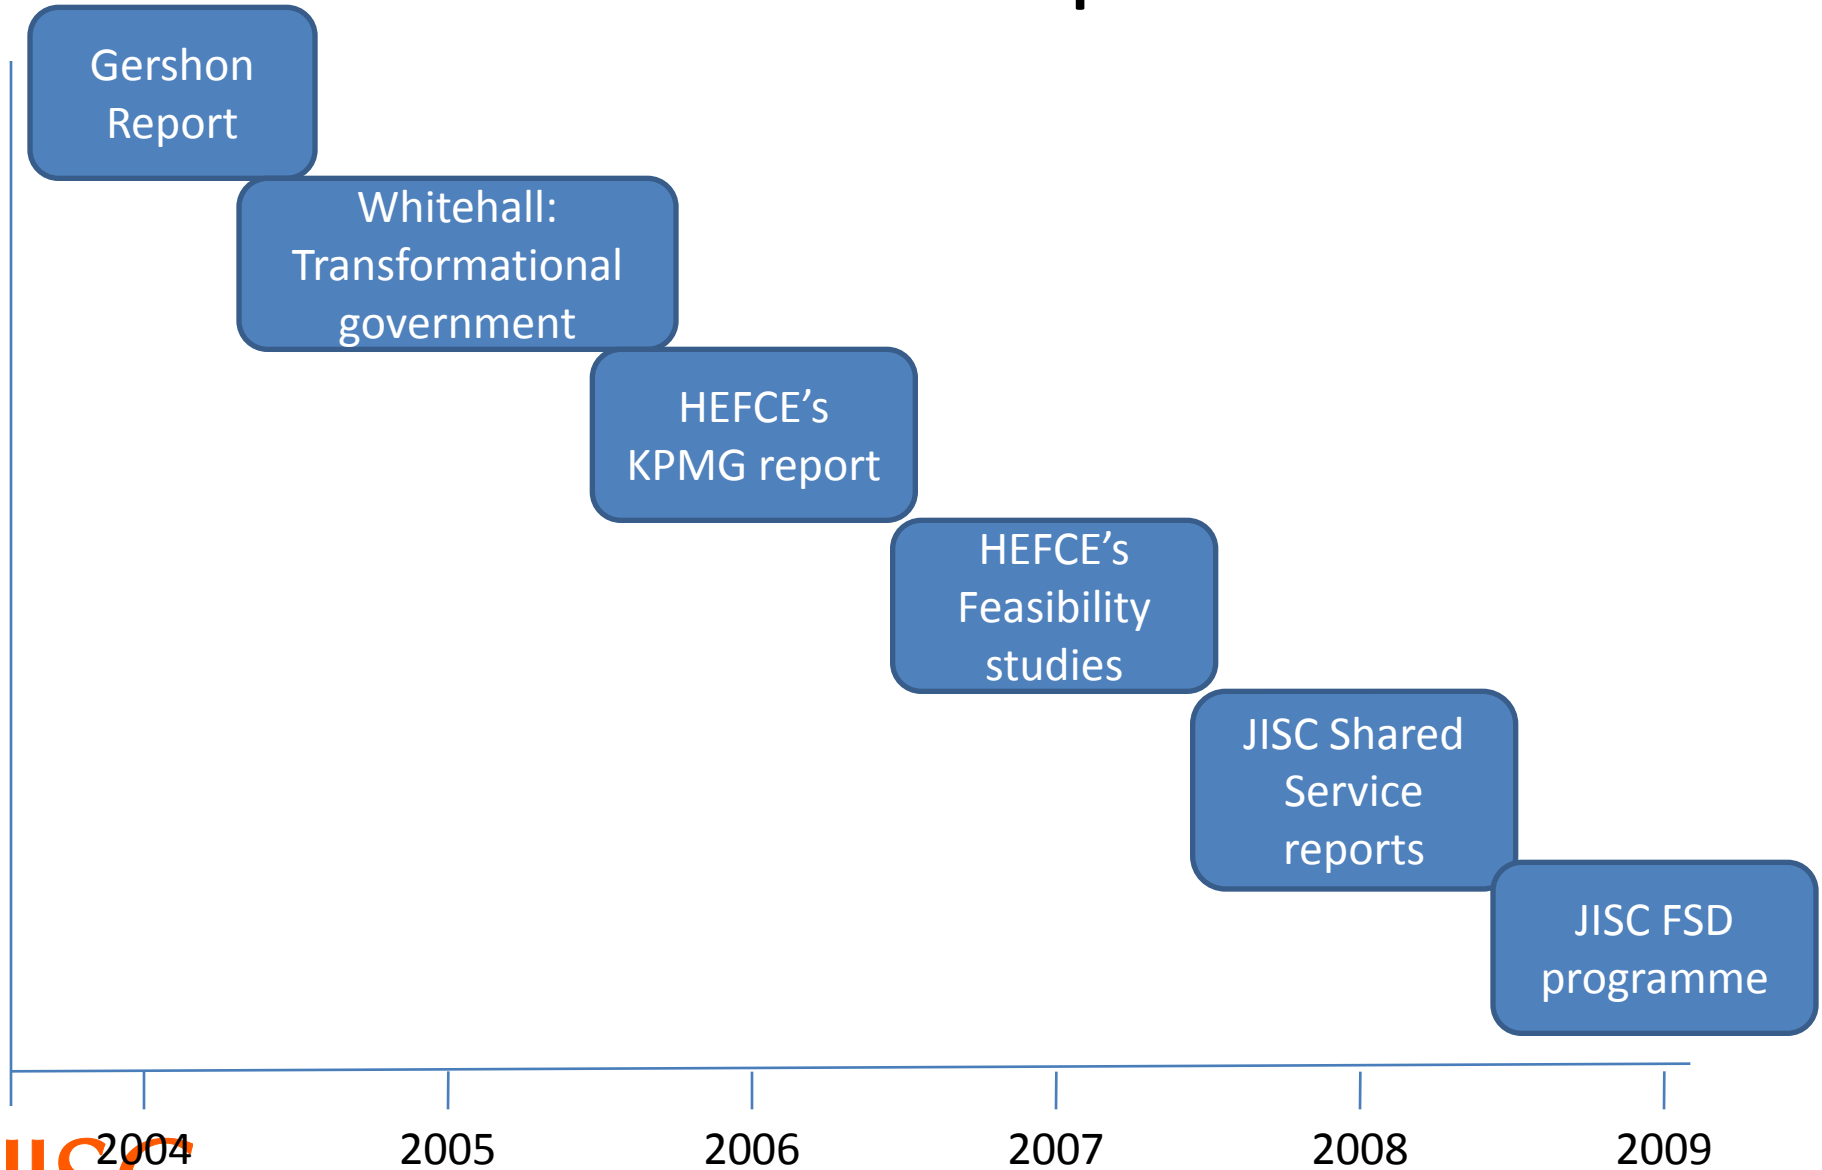 Gershon
Report
Whitehall:
Transformational
government
HEFCE’s
KPMG report
HEFCE’s
Feasibility
studies
JISC Shared
Service
reports
JISC FSD
programme
2004 2005 2006 2007 2008 2009